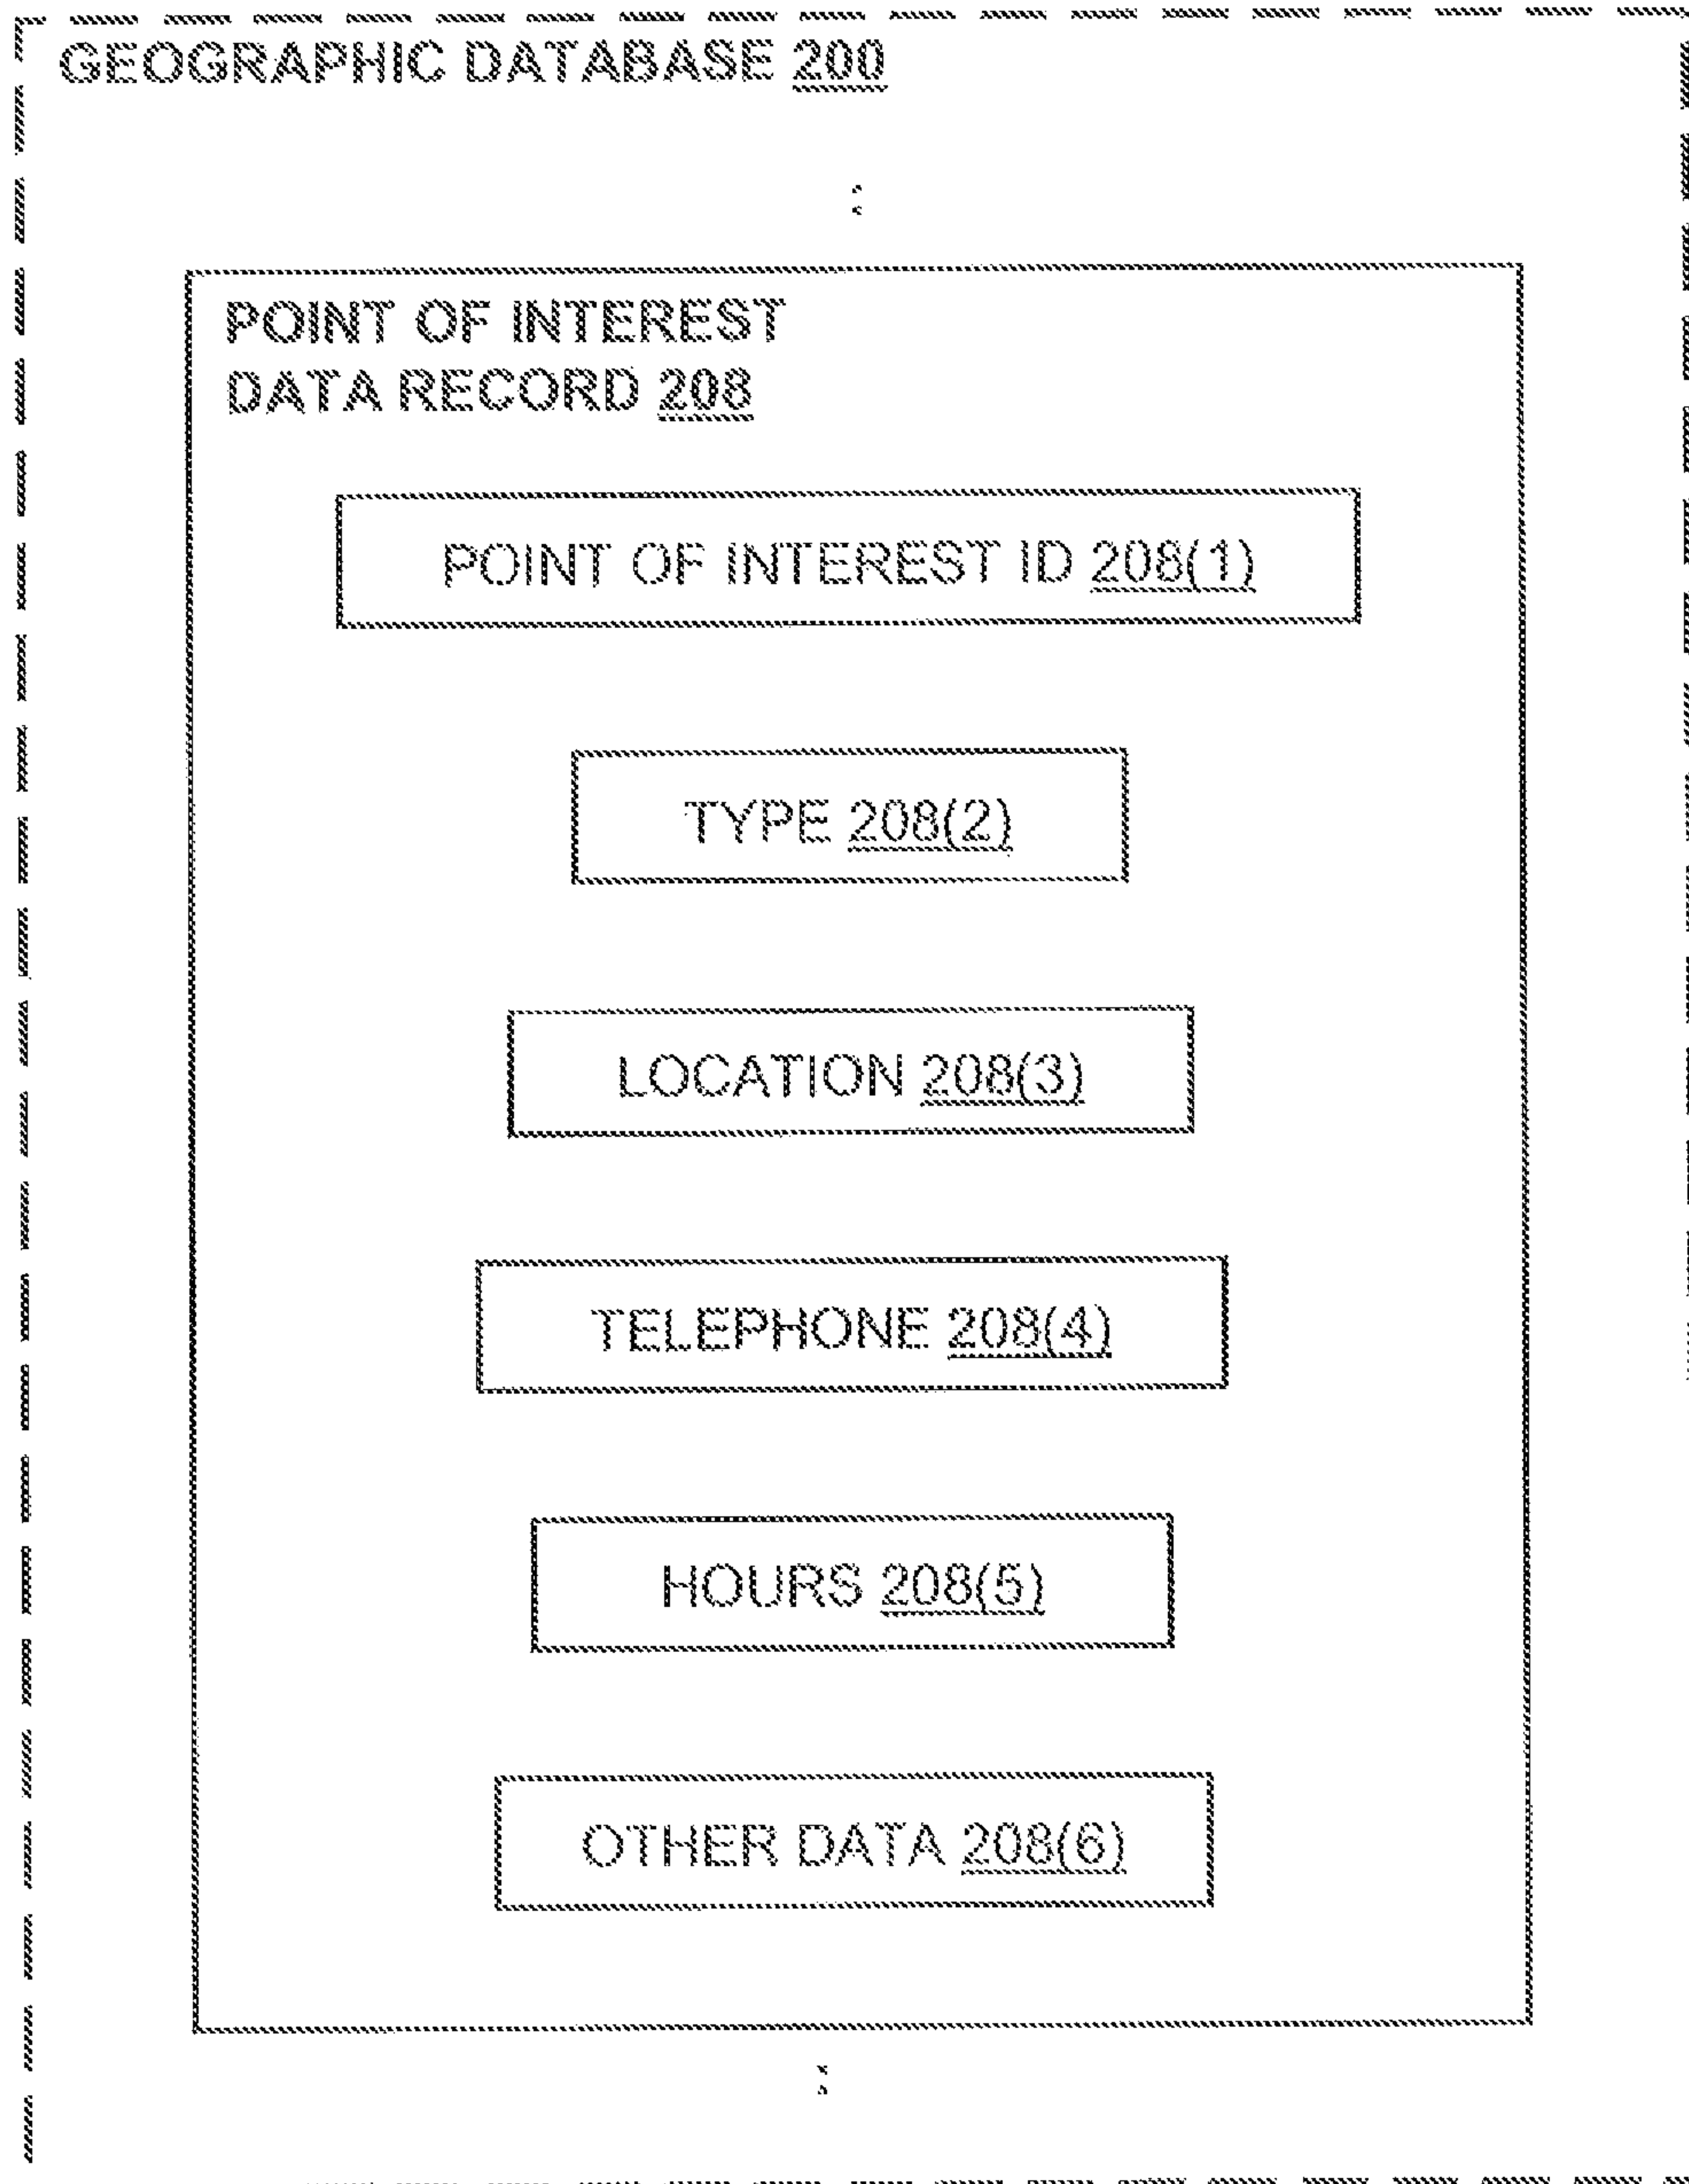 GEOGRAPHIC DATABASE 200
:
POINT OF INTEREST
DATA RECORD 208
POINT OF INTEREST ID 208(1)
TYPE 208(2)
LOCATION 208(3)
TELEPHONE 208(4)
HOURS 208(5)
OTHER DATA 208(6)
: